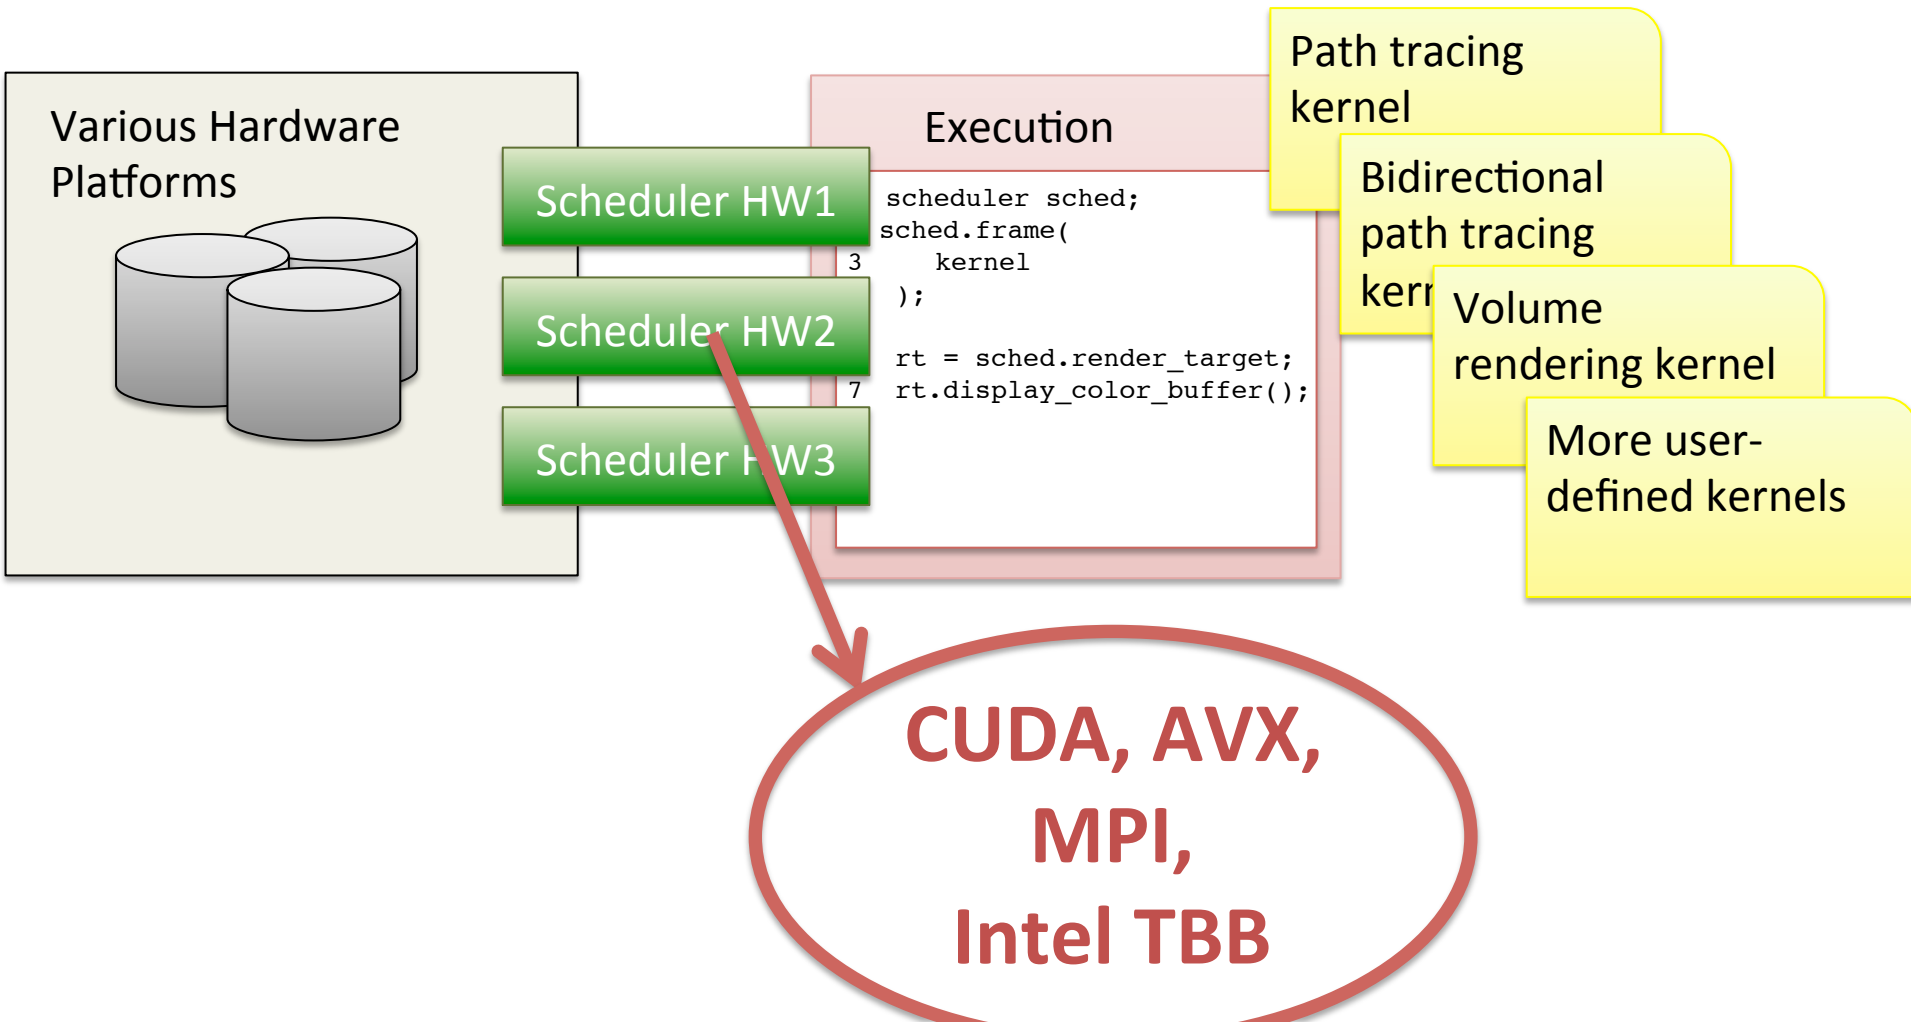 Various Hardware
Platforms
Scheduler HW1
Scheduler HW2
Scheduler HW3
Execution
scheduler sched;
sched.frame(
3 kernel
);
rt = sched.render_target;
7 rt.display_color_buffer();
Path tracing
kernel
Bidirectional
path tracing
Volume
rendering kernel
More user-
defined kernels
CUDA, AVX,
MPI,
Intel TBB